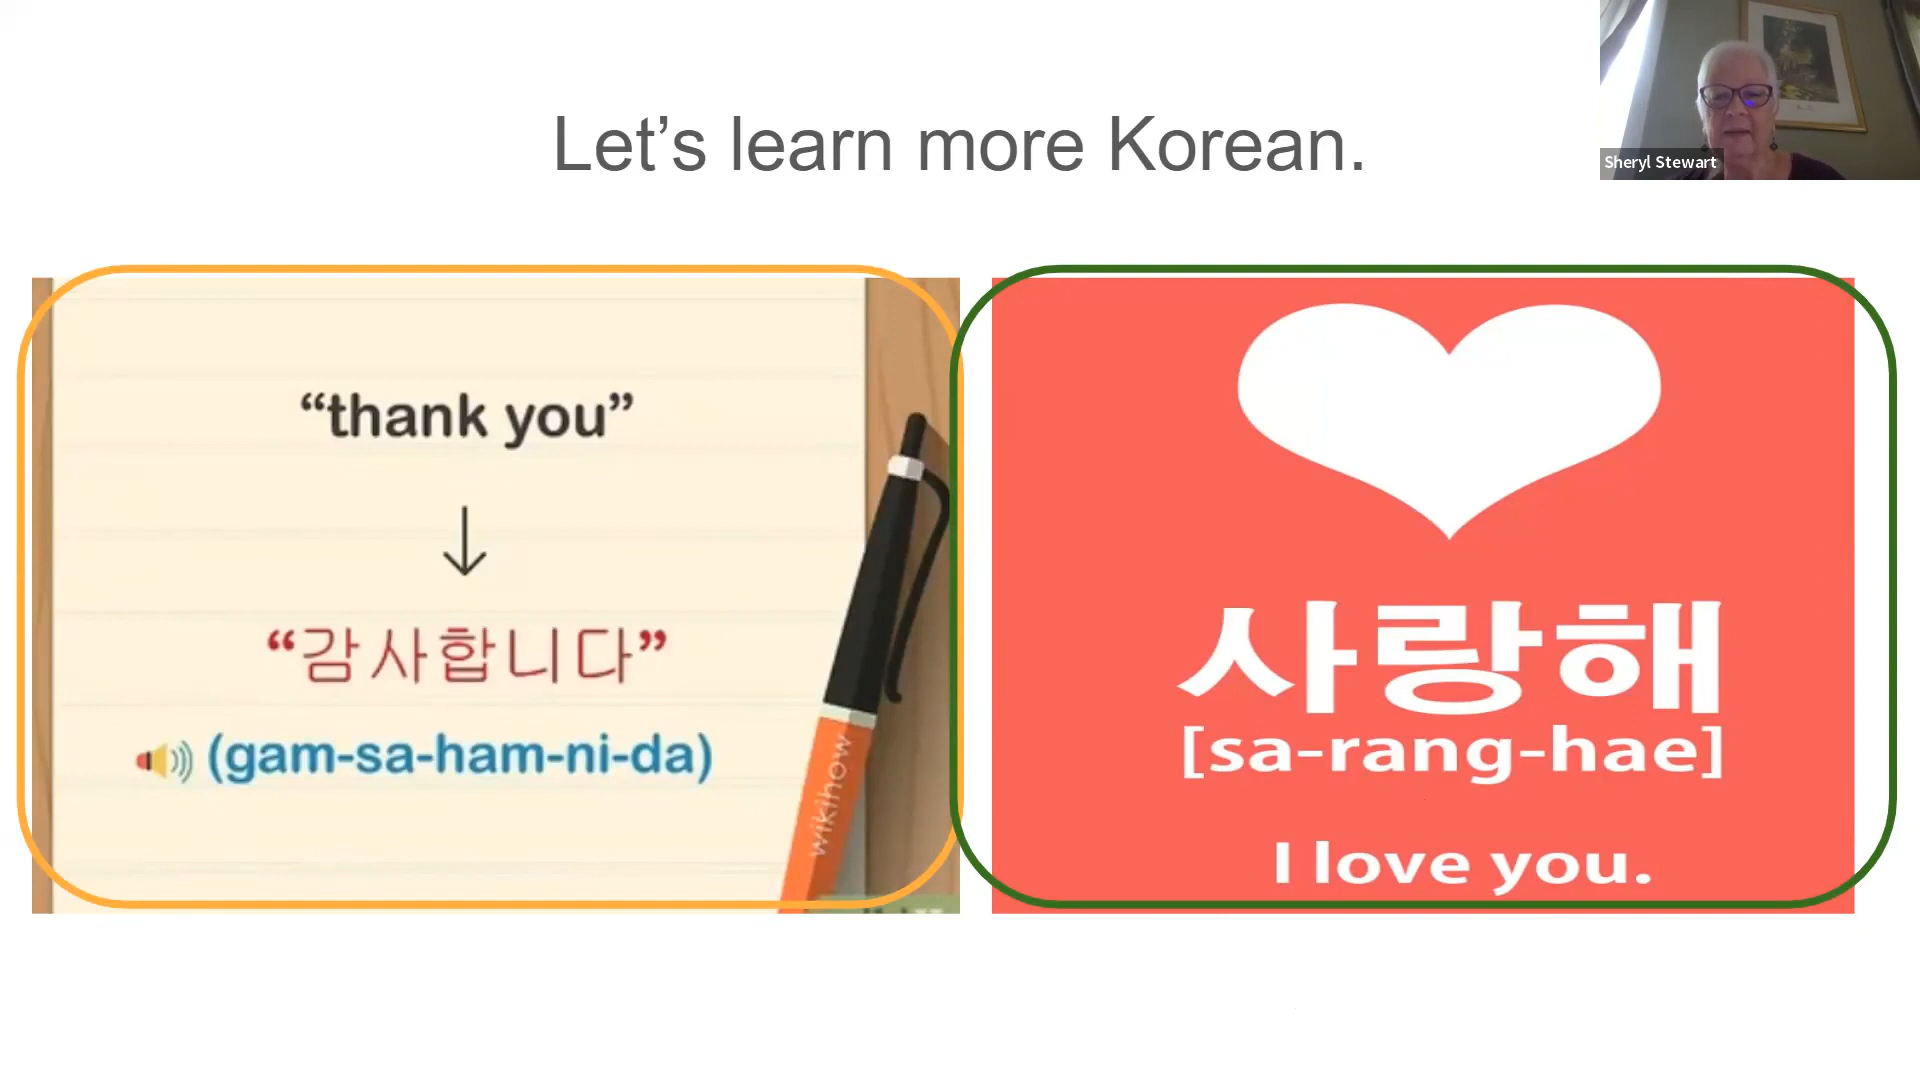 Let’s learn more Korean.
Sheryl Stewart
“thank you”
“감사합니다”
(gam-sa-ham-ni-da)
wikihow
사랑해
[sa-rang-hae]
I love you.